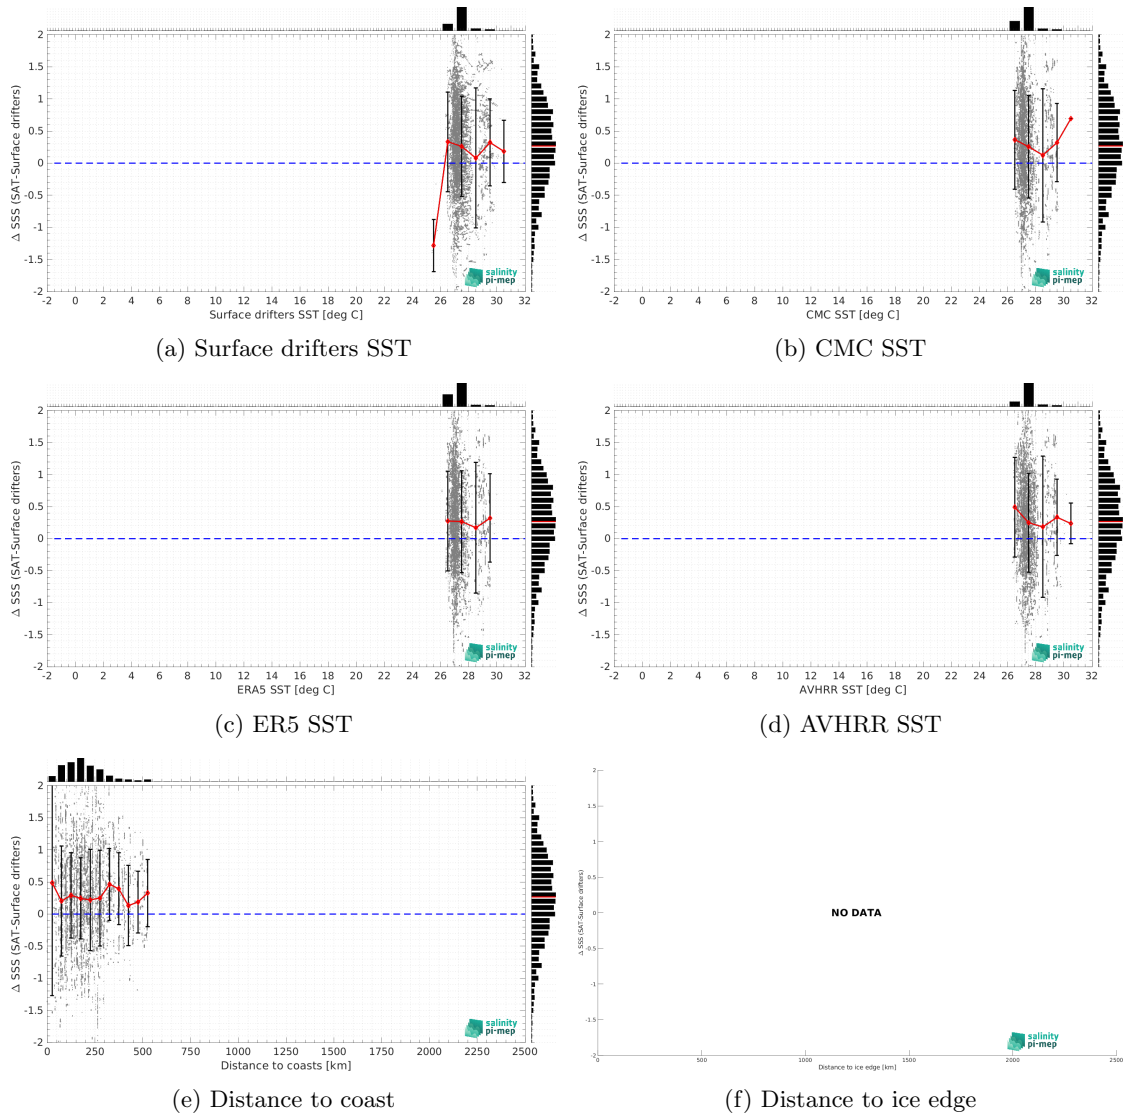 2
1.5
1
0.5
0
-0.5
-1
-1.5
-2
Δ SSS (SAT-Surface drifters)
-2 0 2 4 6 8 10 12 14 16 18 20 22 24 26 28 30 32
Surface drifters SST [deg C]
salinity
pi-mep
(a) Surface drifters SST
2
1.5
1
0.5
0
-0.5
-1
-1.5
-2
Δ SSS (SAT-Surface drifters)
-2 0 2 4 6 8 10 12 14 16 18 20 22 24 26 28 30 32
CMC SST [deg C]
salinity
pi-mep
(b) CMC SST
2
1.5
1
0.5
0
-0.5
-1
-1.5
-2
Δ SSS (SAT-Surface drifters)
-2 0 2 4 6 8 10 12 14 16 18 20 22 24 26 28 30 32
ERA5 SST [deg C]
salinity
pi-mep
(c) ER5 SST
2
1.5
1
0.5
0
-0.5
-1
-1.5
-2
Δ SSS (SAT-Surface drifters)
-2 0 2 4 6 8 10 12 14 16 18 20 22 24 26 28 30 32
AVHRR SST [deg C]
salinity
pi-mep
(d) AVHRR SST
2
1.5
1
0.5
0
-0.5
-1
-1.5
-2
Δ SSS (SAT-Surface drifters)
0 250 500 750 1000 1250 1500 1750 2000 2250 2500
Distance to coasts [km]
salinity
pi-mep
(e) Distance to coast
2
1.5
1
0.5
0
-0.5
-1
-1.5
-2
Δ SSS (SAT-Surface drifters)
NO DATA
0 500 1000 1500 2000 2500
Distance to ice edge [km]
salinity
pi-mep
(f) Distance to ice edge